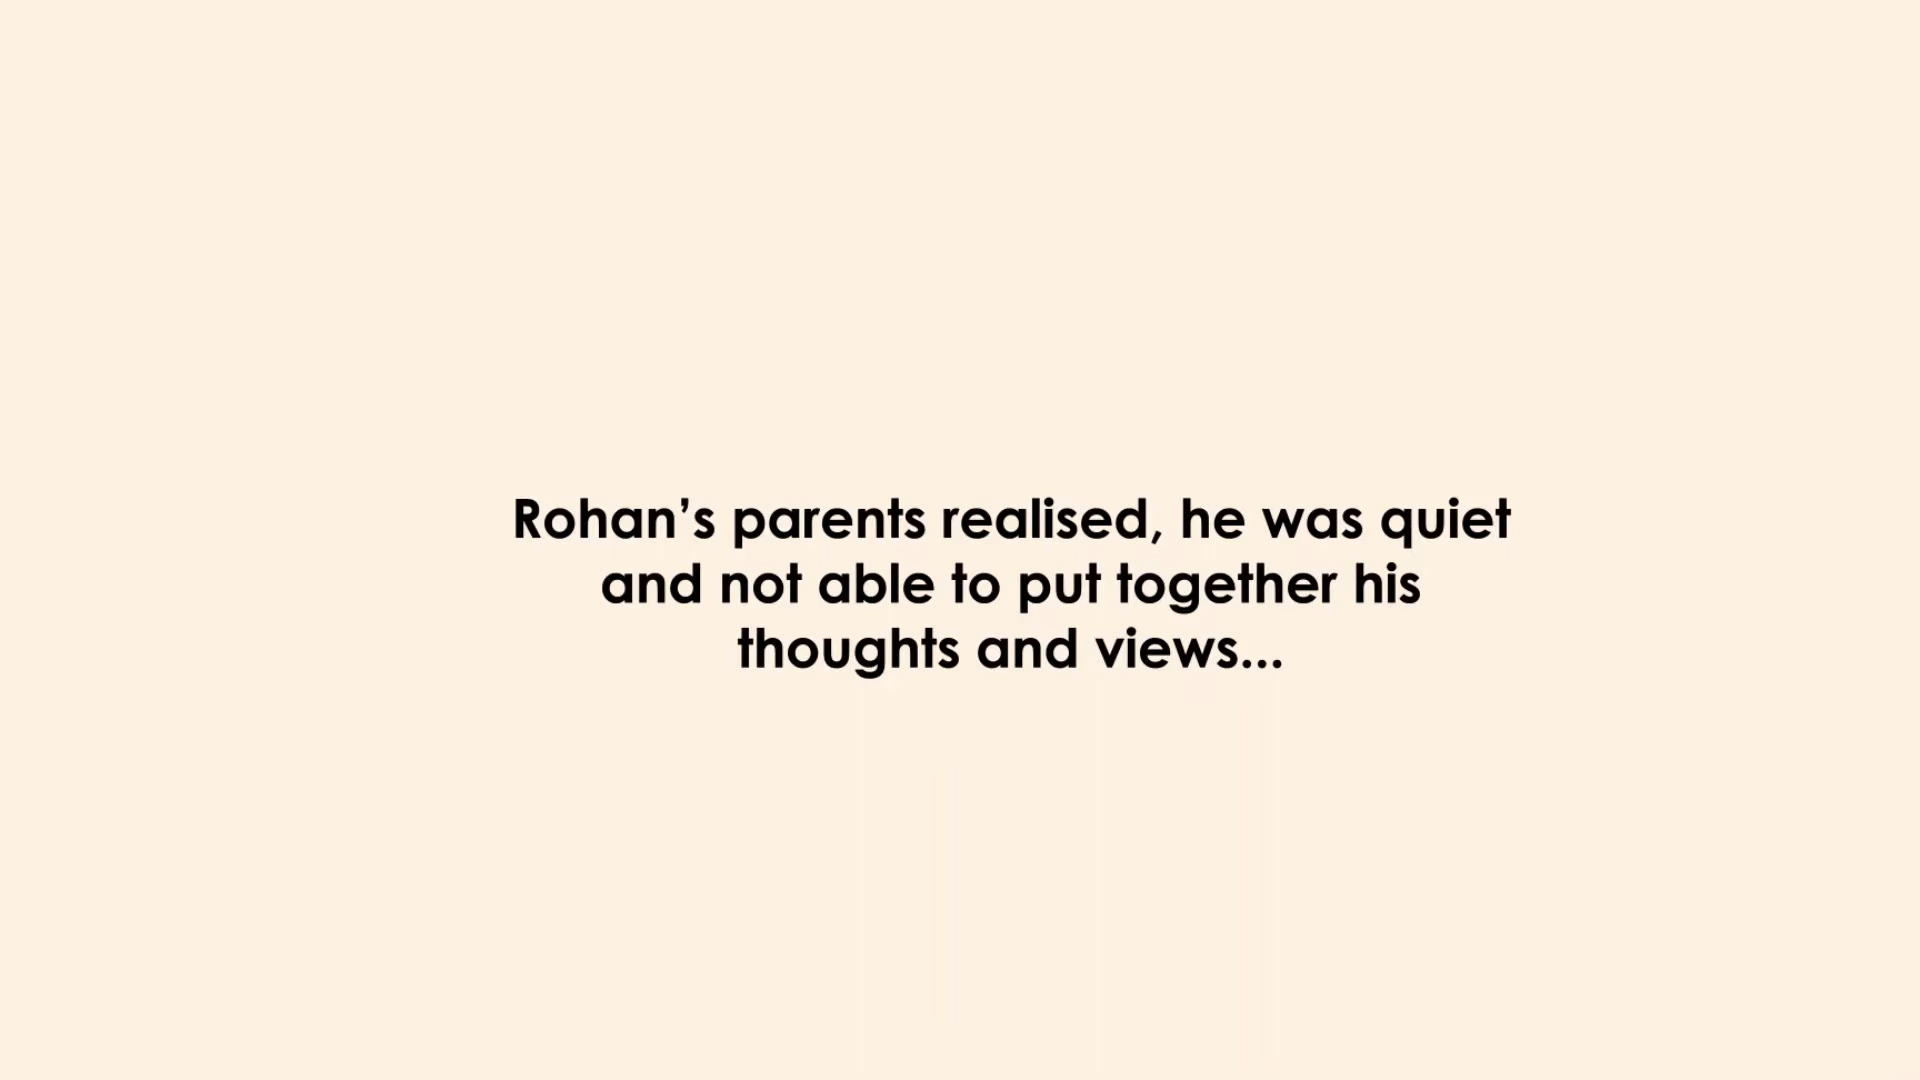 Rohan’s parents realised, he was quiet
and not able to put together his
thoughts and views...